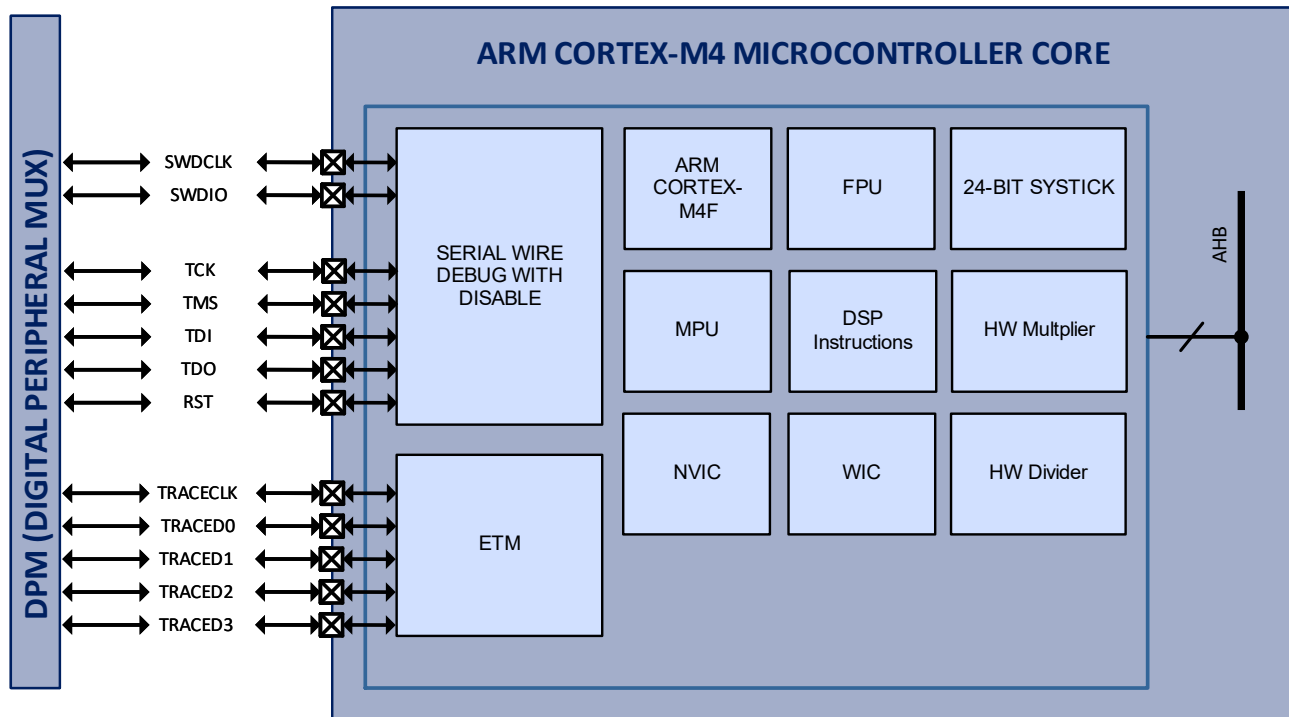 ARM CORTEX-M4 MICROCONTROLLER CORE
DPM (DIGITAL PERIPHERAL MUX)
SWDCLK
SWDIO
TCK
TMS
TDI
TDO
RST
TRACECLK
TRACED0
TRACED1
TRACED2
TRACED3
SERIAL WIRE
DEBUG WITH
DISABLE
ETM
ARM
CORTEX-
M4F
FPU
24-BIT SYSTICK
MPU
DSP
Instructions
HW Multplier
NVIC
WIC
HW Divider
AHB